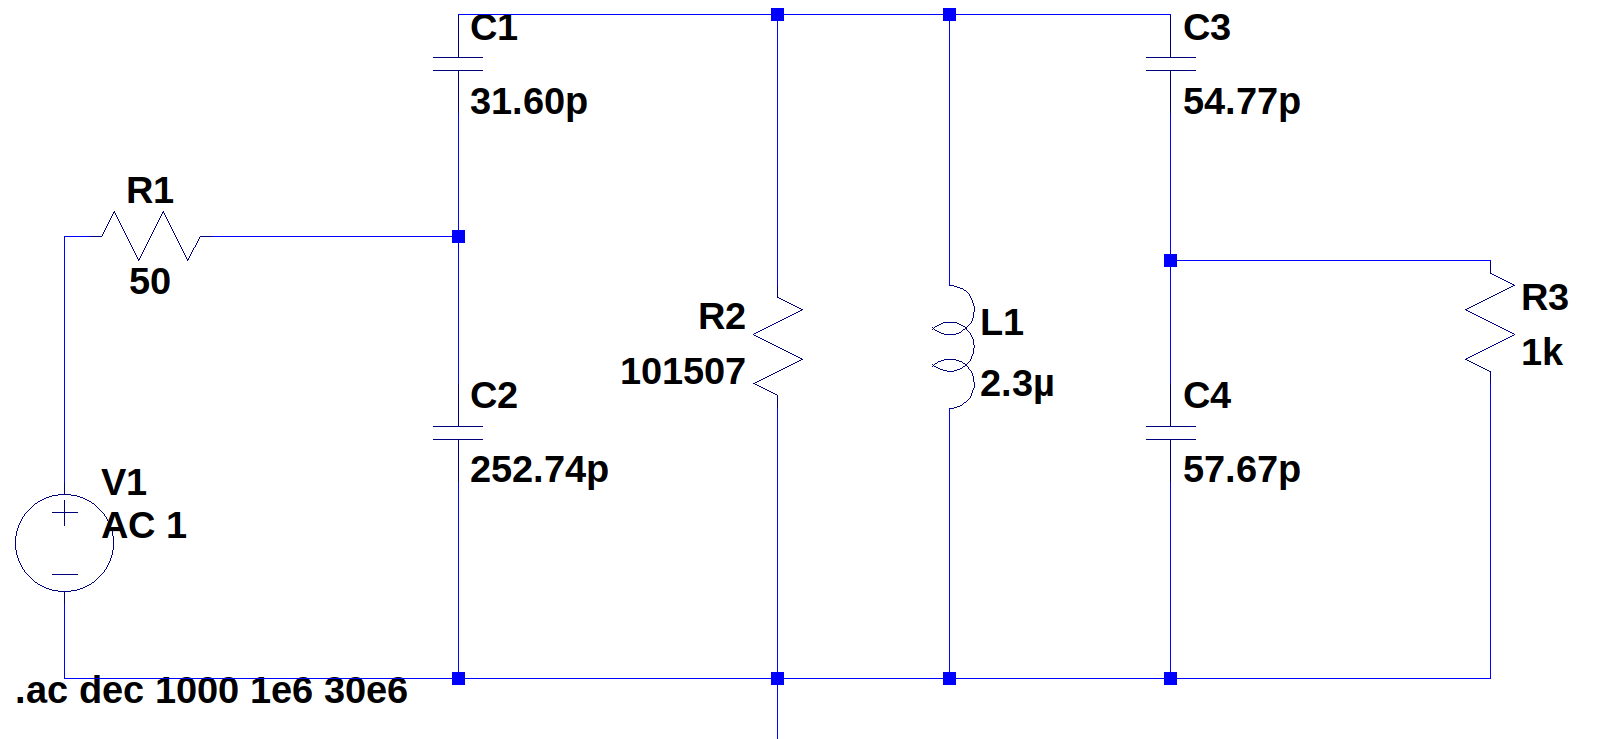 C1
31.60p
C3
54.77p
R1
50
R2
101507
L1
2.3µ
R3
1k
C2
252.74p
C4
57.67p
V1
AC 1
.ac dec 1000 1e6 30e6